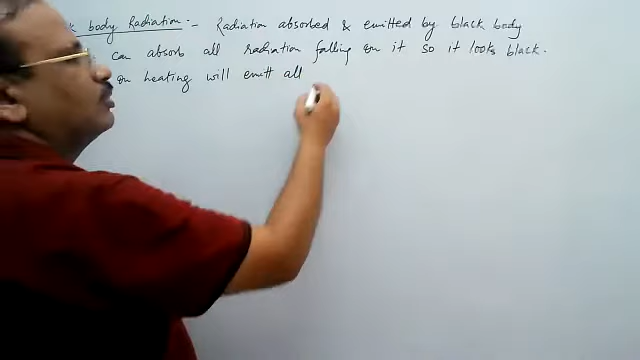 k body Radiation :- Radiation absorbed & emitted by black body
can absorb all radiation falling on it so it looks black.
on heating will emitt all